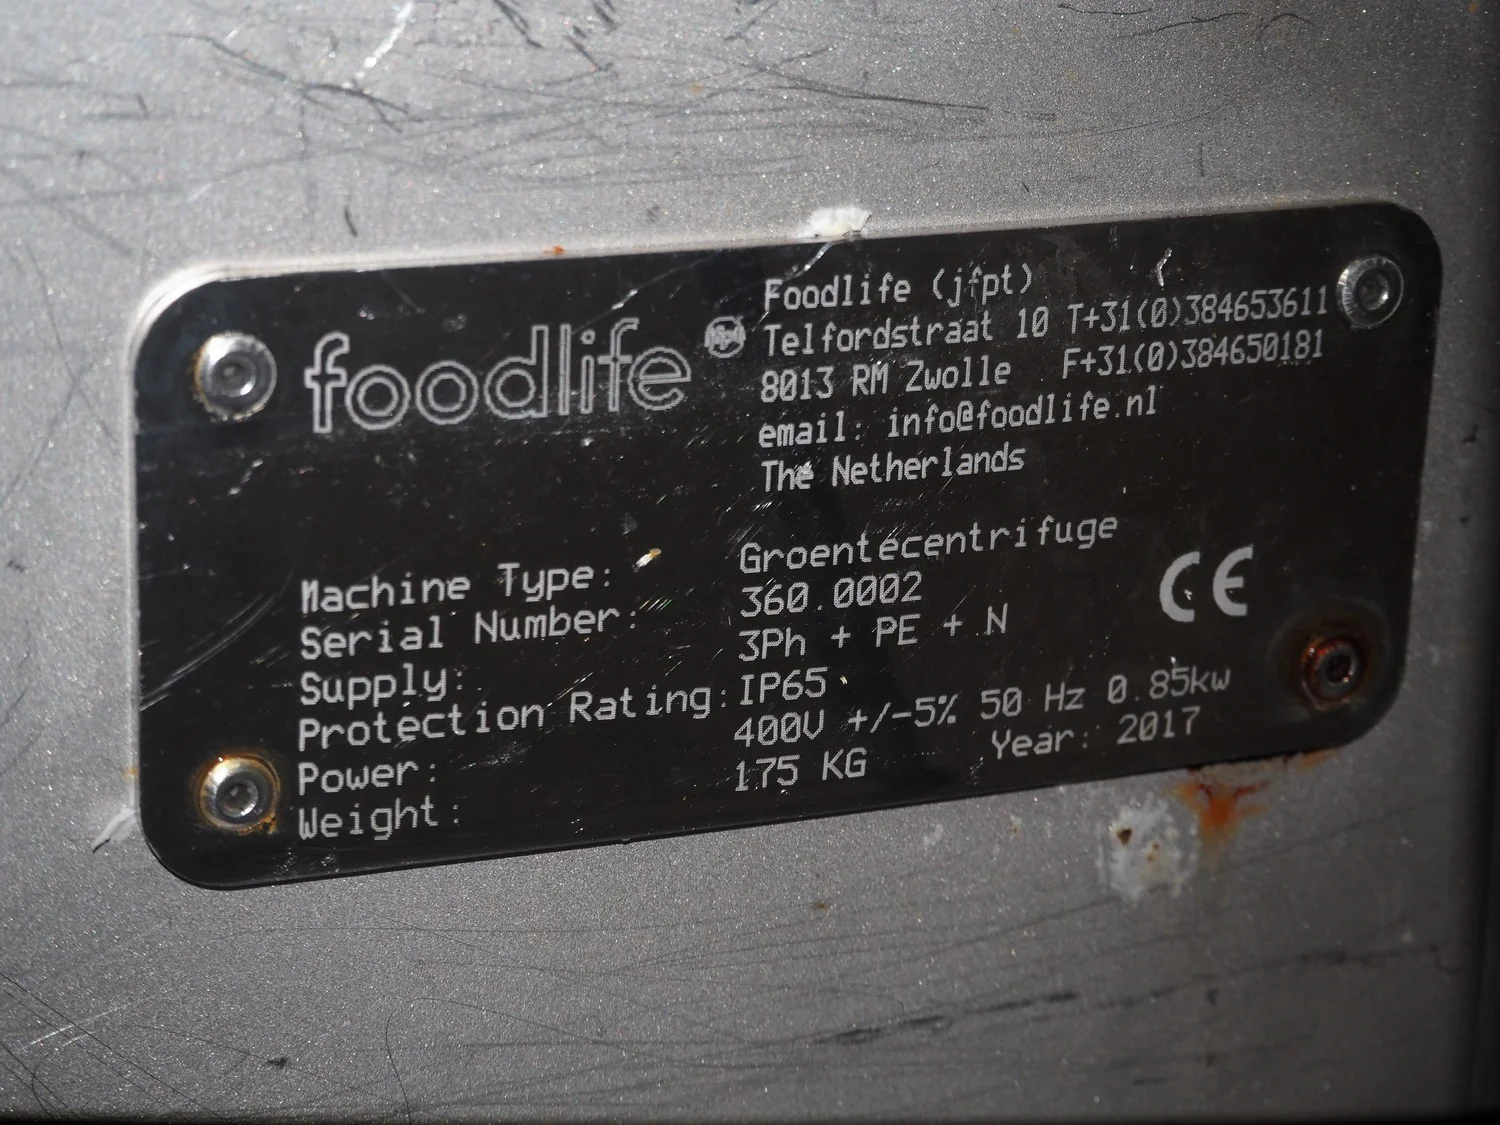 foodlife
Foodlife (jfpt)
Telfordstraat 10 T+31(0)384653611
8013 RM Zwolle F+31(0)384650181
email: info@foodlife.nl
The Netherlands
Machine Type: Groentecentrifuge
Serial Number: 360.0002
Supply: 3Ph + PE + N
Protection Rating: IP65
Power: 400V +/-5% 50 Hz 0.85kw
Weight: 175 KG Year: 2017
CE